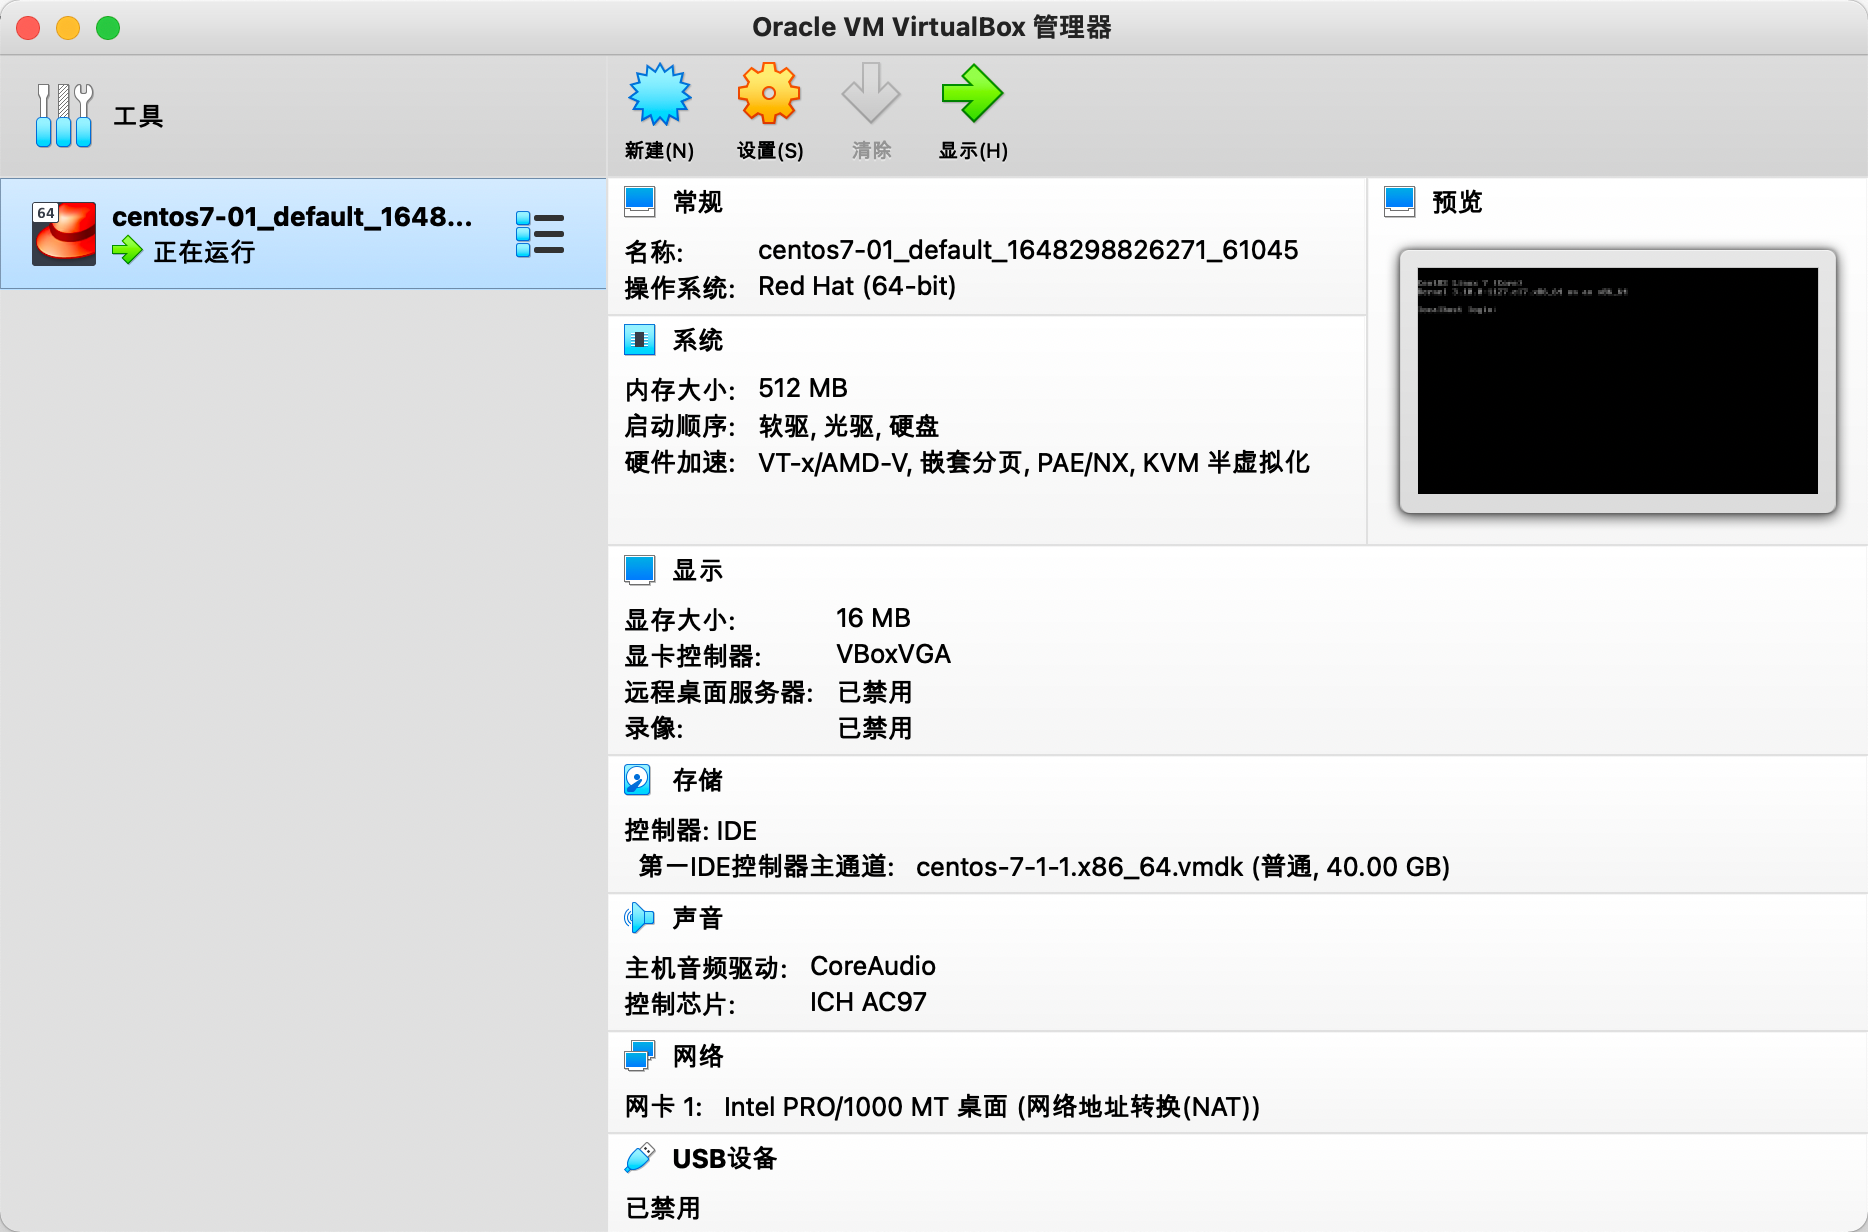 Oracle VM VirtualBox 管理器
工具
新建(N)
设置(S)
清除
显示(H)
64
centos7-01_default_1648...
正在运行
常规
名称: centos7-01_default_1648298826271_61045
操作系统: Red Hat (64-bit)
系统
内存大小: 512 MB
启动顺序: 软驱, 光驱, 硬盘
硬件加速: VT-x/AMD-V, 嵌套分页, PAE/NX, KVM 半虚拟化
预览
CentOS Linux 7 (Core)
localhost login:
显示
显存大小: 16 MB
显卡控制器: VBoxVGA
远程桌面服务器: 已禁用
录像: 已禁用
存储
控制器: IDE
第一IDE控制器主通道: centos-7-1-1.x86_64.vmdk (普通, 40.00 GB)
声音
主机音频驱动: CoreAudio
控制芯片: ICH AC97
网络
网卡 1: Intel PRO/1000 MT 桌面 (网络地址转换(NAT))
USB设备
已禁用